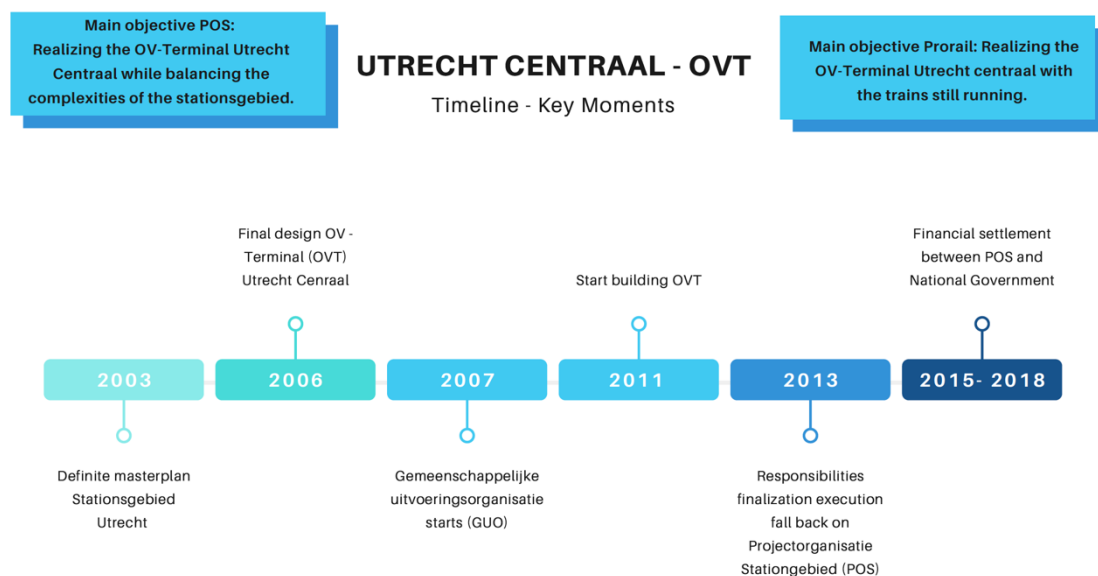 Main objective POS:
Realizing the OV-Terminal Utrecht
Centraal while balancing the
complexities of the stationsgebied.
UTRECHT CENTRAAL - OVT
Timeline - Key Moments
Main objective Prorail: Realizing the
OV-Terminal Utrecht centraal with
the trains still running.
Final design OV -
Terminal (OVT)
Utrecht Cenraal
Start building OVT
Financial settlement
between POS and
National Government
2003
2006
2007
2011
2013
2015- 2018
Definite masterplan
Stationsgebied
Utrecht
Gemeenschappelijke
uitvoeringsorganisatie
starts (GUO)
Responsibilities
finalization execution
fall back on
Projectorganisatie
Stationgebied (POS)